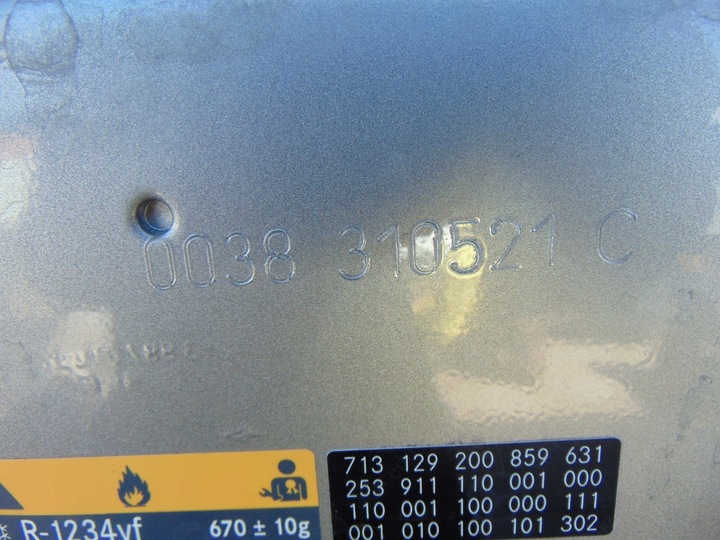 0038 310521 C
713 129 200 859 631
253 911 110 001 000
110 001 100 000 111
001 010 100 101 302
R-1234yf 670 ± 10g